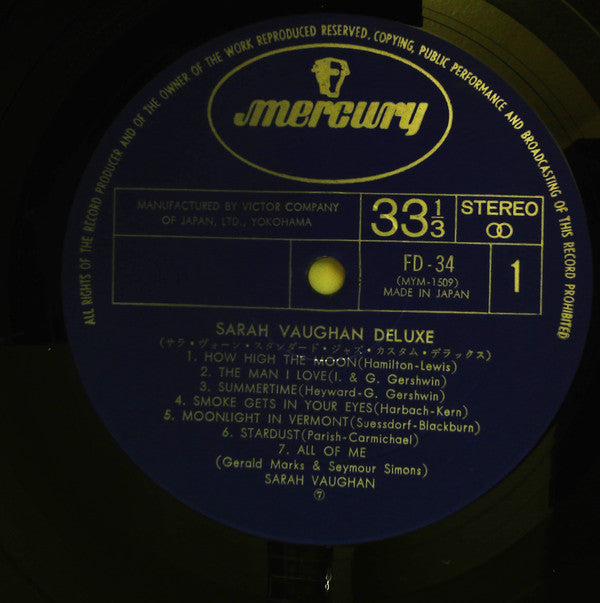 ALL RIGHTS OF THE RECORD PRODUCER AND OF THE OWNER OF THE WORK REPRODUCED RESERVED. COPYING, PUBLIC PERFORMANCE AND BROADCASTING OF THIS RECORD PROHIBITED
mercury
MANUFACTURED BY VICTOR COMPANY
OF JAPAN, LTD., YOKOHAMA
33 1/3
STEREO
FD-34
(MYM-1509)
MADE IN JAPAN
1
SARAH VAUGHAN DELUXE
(サラ・ヴォーン・スタンダード・ジャズ・カスタム・デラックス)
1. HOW HIGH THE MOON(Hamilton-Lewis)
2. THE MAN I LOVE(I. & G. Gershwin)
3. SUMMERTIME(Heyward-G. Gershwin)
4. SMOKE GETS IN YOUR EYES(Harbach-Kern)
5. MOONLIGHT IN VERMONT(Suessdorf-Blackburn)
6. STARDUST(Parish-Carmichael)
7. ALL OF ME
(Gerald Marks & Seymour Simons)
SARAH VAUGHAN
⑦